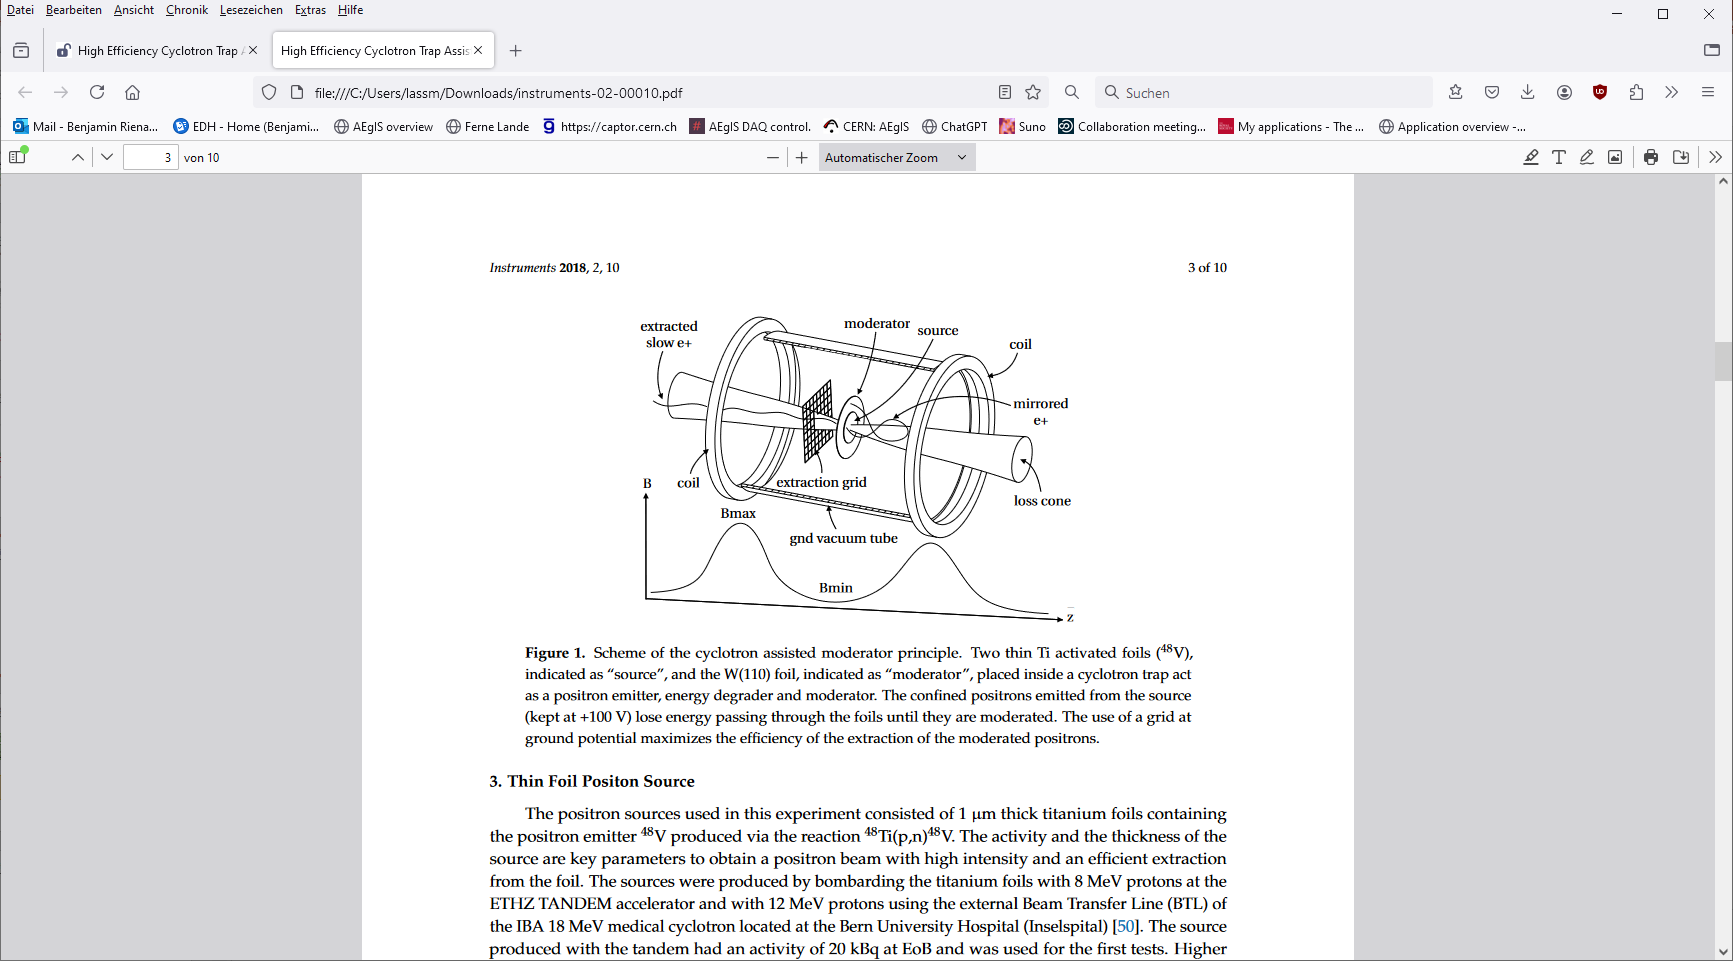 Datei Bearbeiten Ansicht Chronik Lesezeichen Extras Hilfe
High Efficiency Cyclotron Trap A High Efficiency Cyclotron Trap Assis
file:///C:/Users/lassm/Downloads/instruments-02-00010.pdf Suchen
Mail - Benjamin Riena... EDH - Home (Benjami... AEgIS overview Ferne Lande https://captor.cern.ch AEgIS DAQ control. CERN: AEgIS ChatGPT Suno Collaboration meeting... My applications - The ... Application overview -...
3 von 10 Automatischer Zoom
Instruments 2018, 2, 10 3 of 10
extracted
slow e+
moderator
source
coil
mirrored
e+
B
coil
extraction grid
loss cone
Bmax
gnd vacuum tube
Bmin
z
Figure 1. Scheme of the cyclotron assisted moderator principle. Two thin Ti activated foils (⁴⁸V),
indicated as “source”, and the W(110) foil, indicated as “moderator”, placed inside a cyclotron trap act
as a positron emitter, energy degrader and moderator. The confined positrons emitted from the source
(kept at +100 V) lose energy passing through the foils until they are moderated. The use of a grid at
ground potential maximizes the efficiency of the extraction of the moderated positrons.
3. Thin Foil Positon Source
The positron sources used in this experiment consisted of 1 µm thick titanium foils containing
the positron emitter ⁴⁸V produced via the reaction ⁴⁸Ti(p,n)⁴⁸V. The activity and the thickness of the
source are key parameters to obtain a positron beam with high intensity and an efficient extraction
from the foil. The sources were produced by bombarding the titanium foils with 8 MeV protons at the
ETHZ TANDEM accelerator and with 12 MeV protons using the external Beam Transfer Line (BTL) of
the IBA 18 MeV medical cyclotron located at the Bern University Hospital (Inselspital) [50]. The source
produced with the tandem had an activity of 20 kBq at EoB and was used for the first tests. Higher